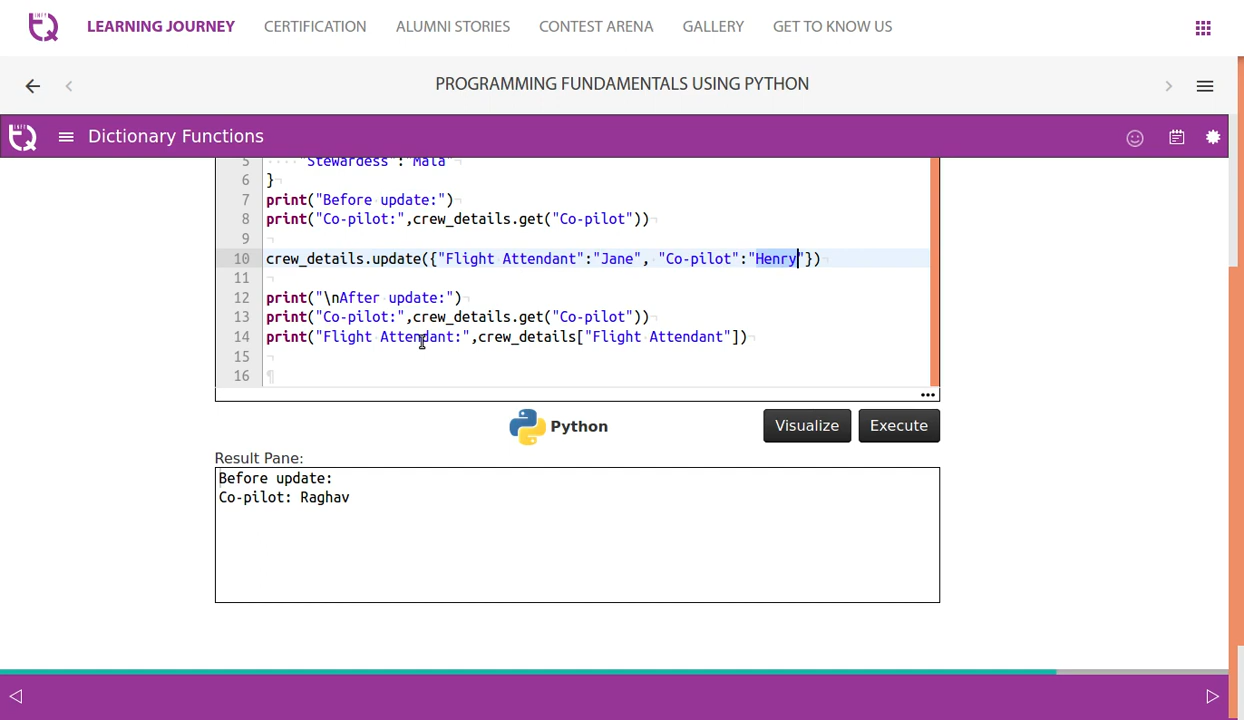 LEARNING JOURNEY CERTIFICATION ALUMNI STORIES CONTEST ARENA GALLERY GET TO KNOW US
PROGRAMMING FUNDAMENTALS USING PYTHON
Dictionary Functions
5 "Stewardess":"Mala"
6 }
7 print("Before update:")
8 print("Co-pilot:",crew_details.get("Co-pilot"))
9
10 crew_details.update({"Flight Attendant":"Jane", "Co-pilot":"Henry"})
11
12 print("\nAfter update:")
13 print("Co-pilot:",crew_details.get("Co-pilot"))
14 print("Flight Attendant:",crew_details["Flight Attendant"])
15
16
Python Visualize Execute
Result Pane:
Before update:
Co-pilot: Raghav